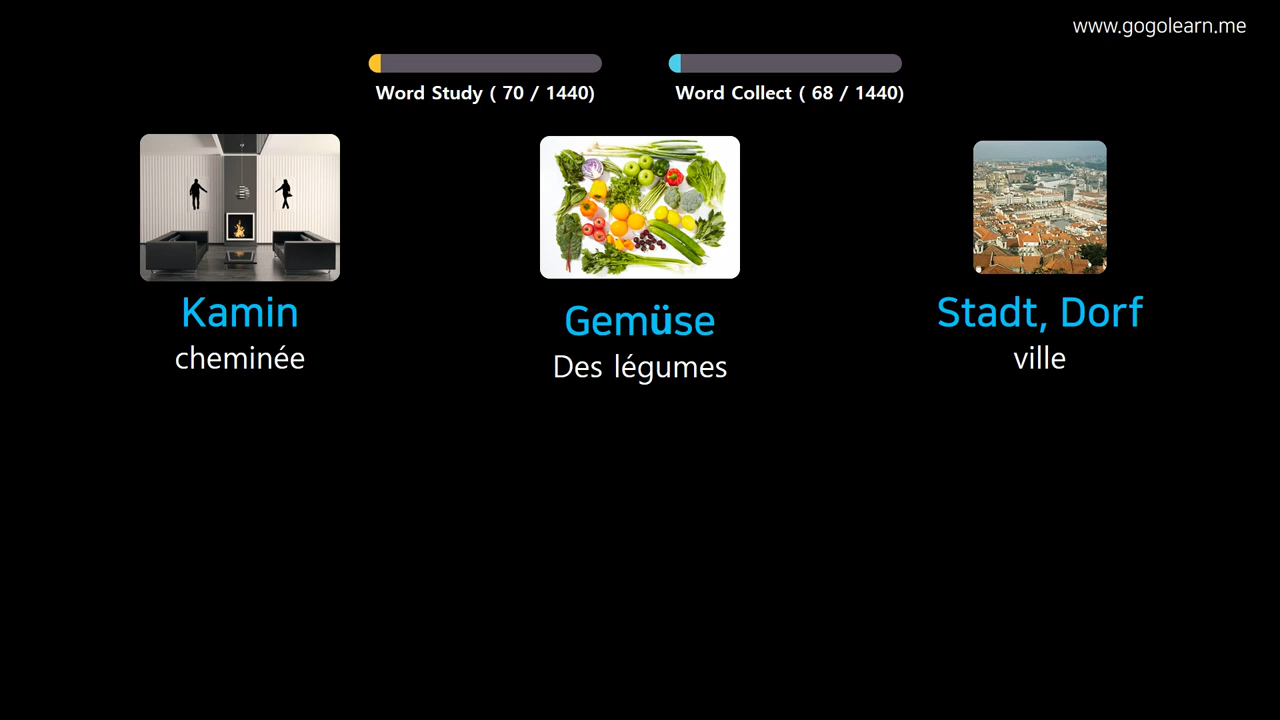 www.gogolearn.me
Word Study ( 70 / 1440)
Word Collect ( 68 / 1440)
Kamin
cheminée
Gemüse
Des légumes
Stadt, Dorf
ville